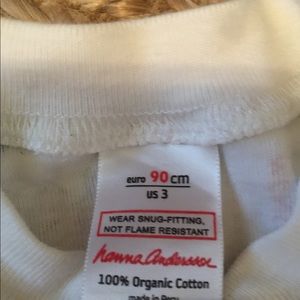 euro 90 cm
US 3
WEAR SNUG-FITTING,
NOT FLAME RESISTANT
hanna Andersson
100% Organic Cotton
made in Peru